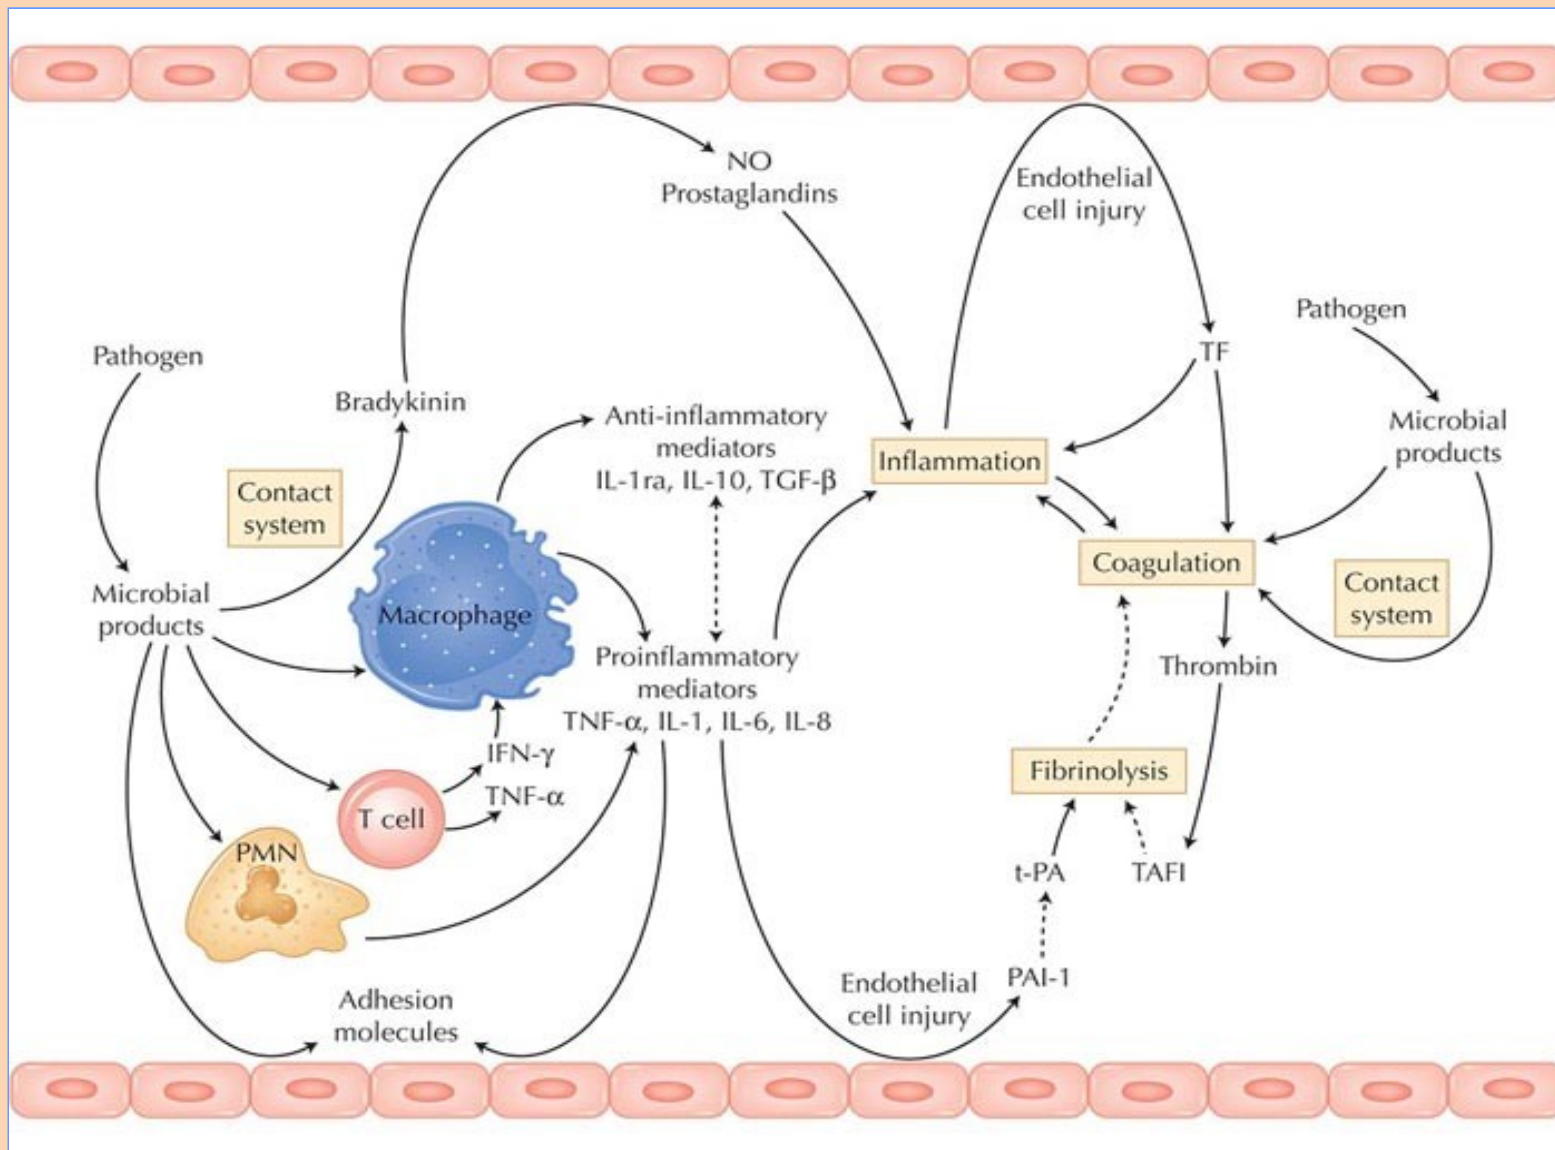 NO
Prostaglandins
Endothelial
cell injury
Pathogen
TF
Pathogen
Bradykinin
Anti-inflammatory
mediators
IL-1ra, IL-10, TGF-β
Microbial
products
Inflammation
Contact
system
Coagulation
Contact
system
Microbial
products
Macrophage
Proinflammatory
mediators
TNF-α, IL-1, IL-6, IL-8
Thrombin
IFN-γ
TNF-α
T cell
Fibrinolysis
PMN
t-PA
TAFI
PAI-1
Endothelial
cell injury
Adhesion
molecules